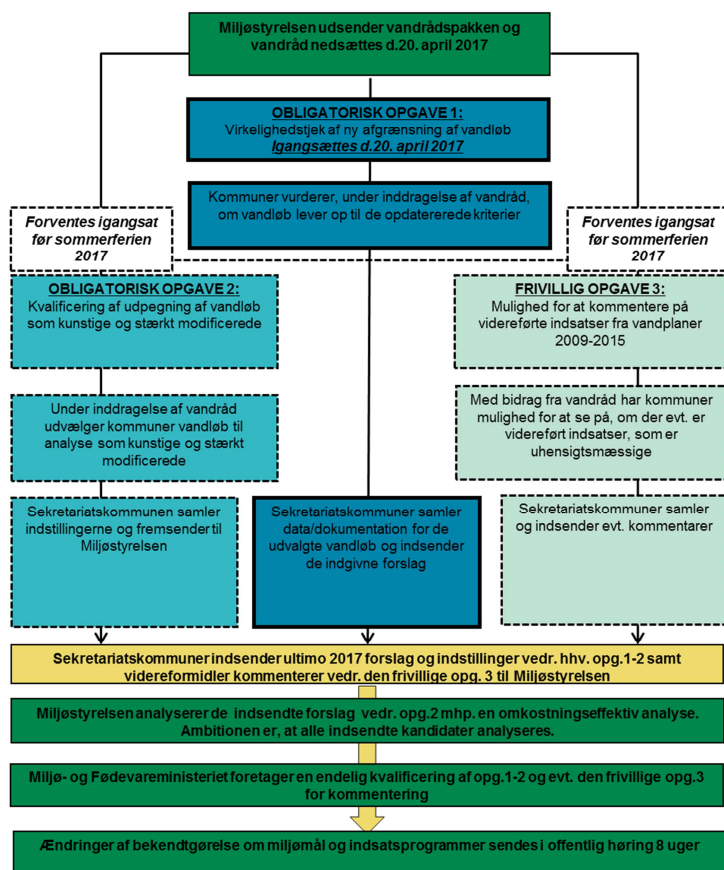 Miljøstyrelsen udsender vandrådspakken og
vandråd nedsættes d.20. april 2017
OBLIGATORISK OPGAVE 1:
Virkelighedstjek af ny afgrænsning af vandløb
Igangsættes d.20. april 2017
Kommuner vurderer, under inddragelse af vandråd,
om vandløb lever op til de opdatererede kriterier
Forventes igangsat
før sommerferien
2017
Forventes igangsat
før sommerferien
2017
OBLIGATORISK OPGAVE 2:
Kvalificering af udpegning af vandløb
som kunstige og stærkt modificerede
FRIVILLIG OPGAVE 3:
Mulighed for at kommentere på
videreførte indsatser fra vandplaner
2009-2015
Under inddragelse af vandråd
udvælger kommuner vandløb til
analyse som kunstige og stærkt
modificerede
Med bidrag fra vandråd har kommuner
mulighed for at se på, om der evt. er
videreført indsatser, som er
uhensigtsmæssige
Sekretariatskommunen samler
indstillingerne og fremsender til
Miljøstyrelsen
Sekretariatskommuner samler
data/dokumentation for de
udvalgte vandløb og indsender
de indgivne forslag
Sekretariatskommuner samler
og indsender evt. kommentarer
Sekretariatskommuner indsender ultimo 2017 forslag og indstillinger vedr. hhv. opg.1-2 samt
videreformidler kommenterer vedr. den frivillige opg. 3 til Miljøstyrelsen
Miljøstyrelsen analyserer de indsendte forslag vedr. opg.2 mhp. en omkostningseffektiv analyse.
Ambitionen er, at alle indsendte kandidater analyseres.
Miljø- og Fødevareministeriet foretager en endelig kvalificering af opg.1-2 og evt. den frivillige opg.3
for kommentering
Ændringer af bekendtgørelse om miljømål og indsatsprogrammer sendes i offentlig høring 8 uger